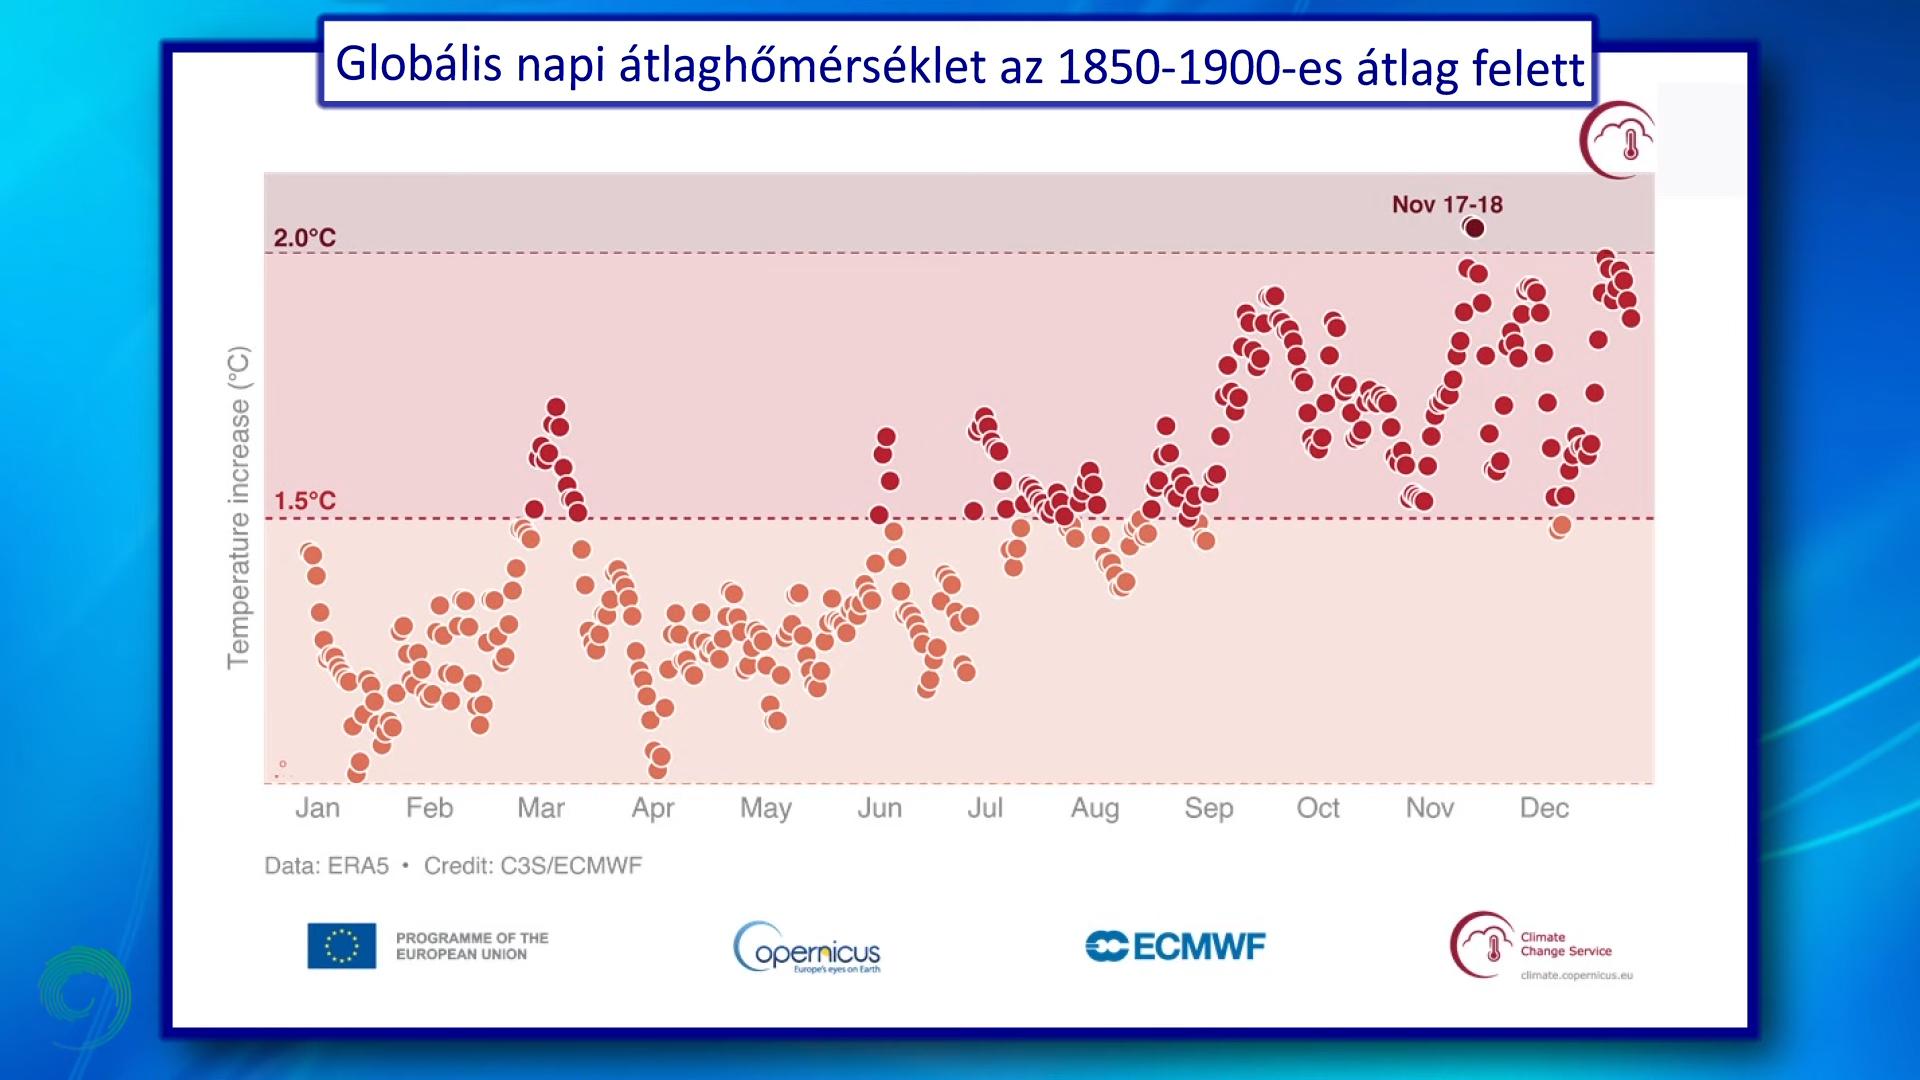 Globális napi átlaghőmérséklet az 1850-1900-es átlag felett
Nov 17-18
2.0°C
1.5°C
Temperature increase (°C)
Jan Feb Mar Apr May Jun Jul Aug Sep Oct Nov Dec
Data: ERA5 • Credit: C3S/ECMWF
PROGRAMME OF THE
EUROPEAN UNION
opernicus
Europe's eyes on Earth
ECMWF
Climate
Change Service
climate.copernicus.eu